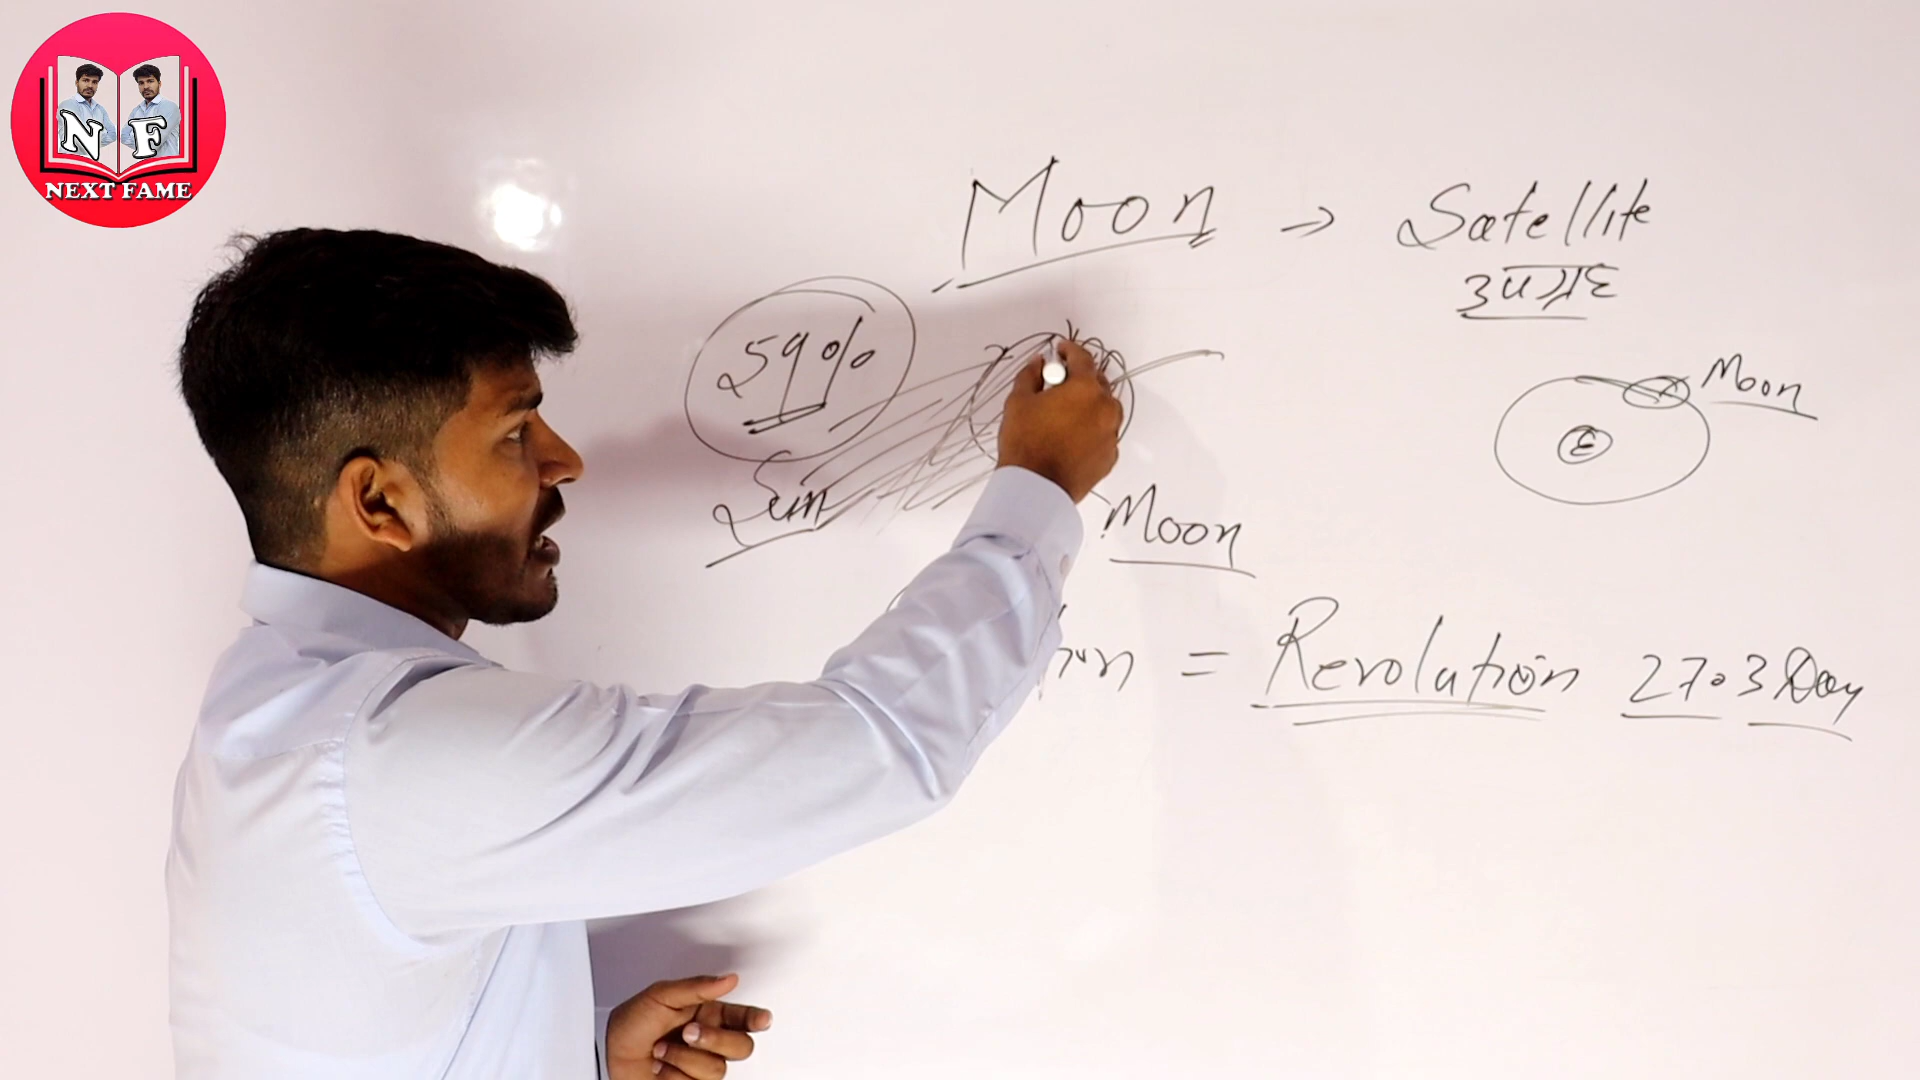 N F
NEXT FAME
Moon → Satellite
उपग्रह
59%
Moon
E
Sun
Moon
= Revolution 27.3 Day